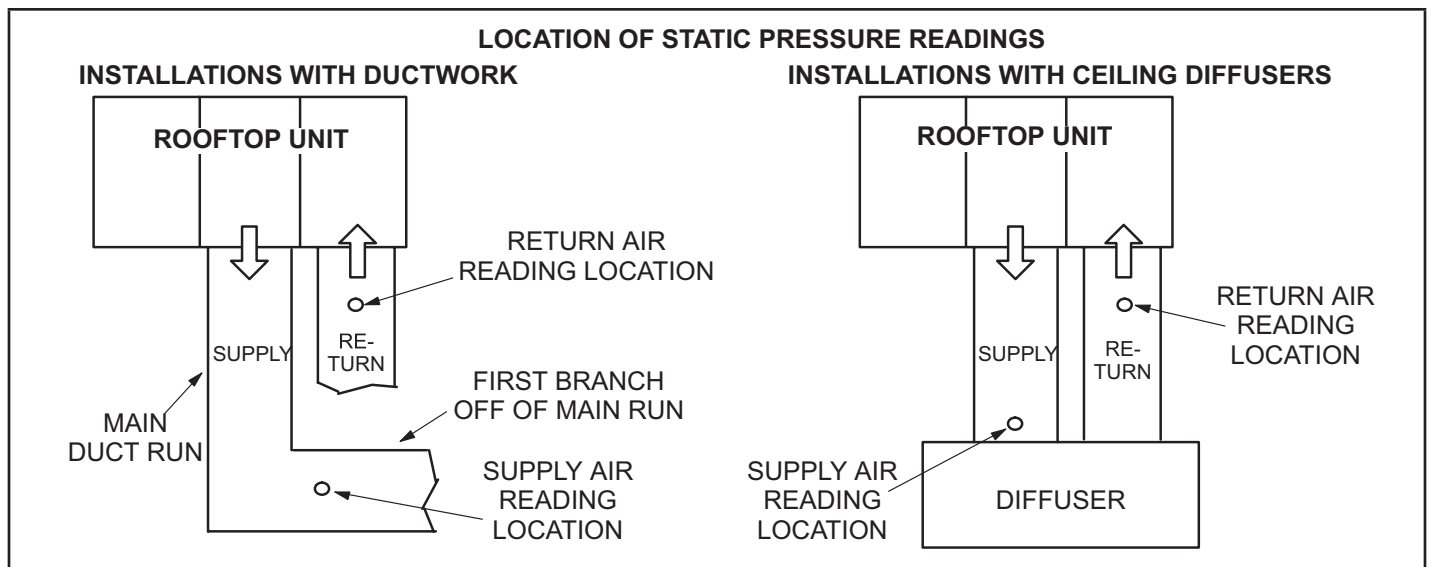 LOCATION OF STATIC PRESSURE READINGS
INSTALLATIONS WITH DUCTWORK
ROOFTOP UNIT
RETURN AIR
READING LOCATION
SUPPLY
RE-
TURN
FIRST BRANCH
OFF OF MAIN RUN
MAIN
DUCT RUN
SUPPLY AIR
READING
LOCATION
INSTALLATIONS WITH CEILING DIFFUSERS
ROOFTOP UNIT
RETURN AIR
READING
LOCATION
SUPPLY
RE-
TURN
SUPPLY AIR
READING
LOCATION
DIFFUSER